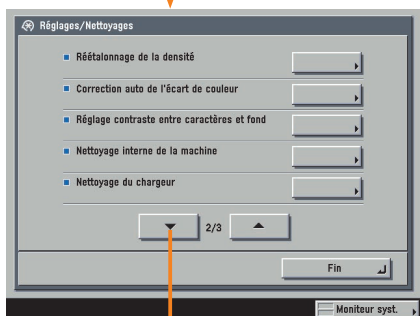 Réglages/Nettoyages
Réétalonnage de la densité
Correction auto de l'écart de couleur
Réglage contraste entre caractères et fond
Nettoyage interne de la machine
Nettoyage du chargeur
2/3
Fin
Moniteur syst.